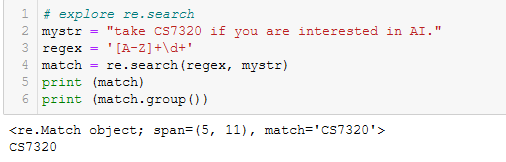 1 # explore re.search
2 mystr = "take CS7320 if you are interested in AI."
3 regex = '[A-Z]+\d+'
4 match = re.search(regex, mystr)
5 print (match)
6 print (match.group())
<re.Match object; span=(5, 11), match='CS7320'>
CS7320